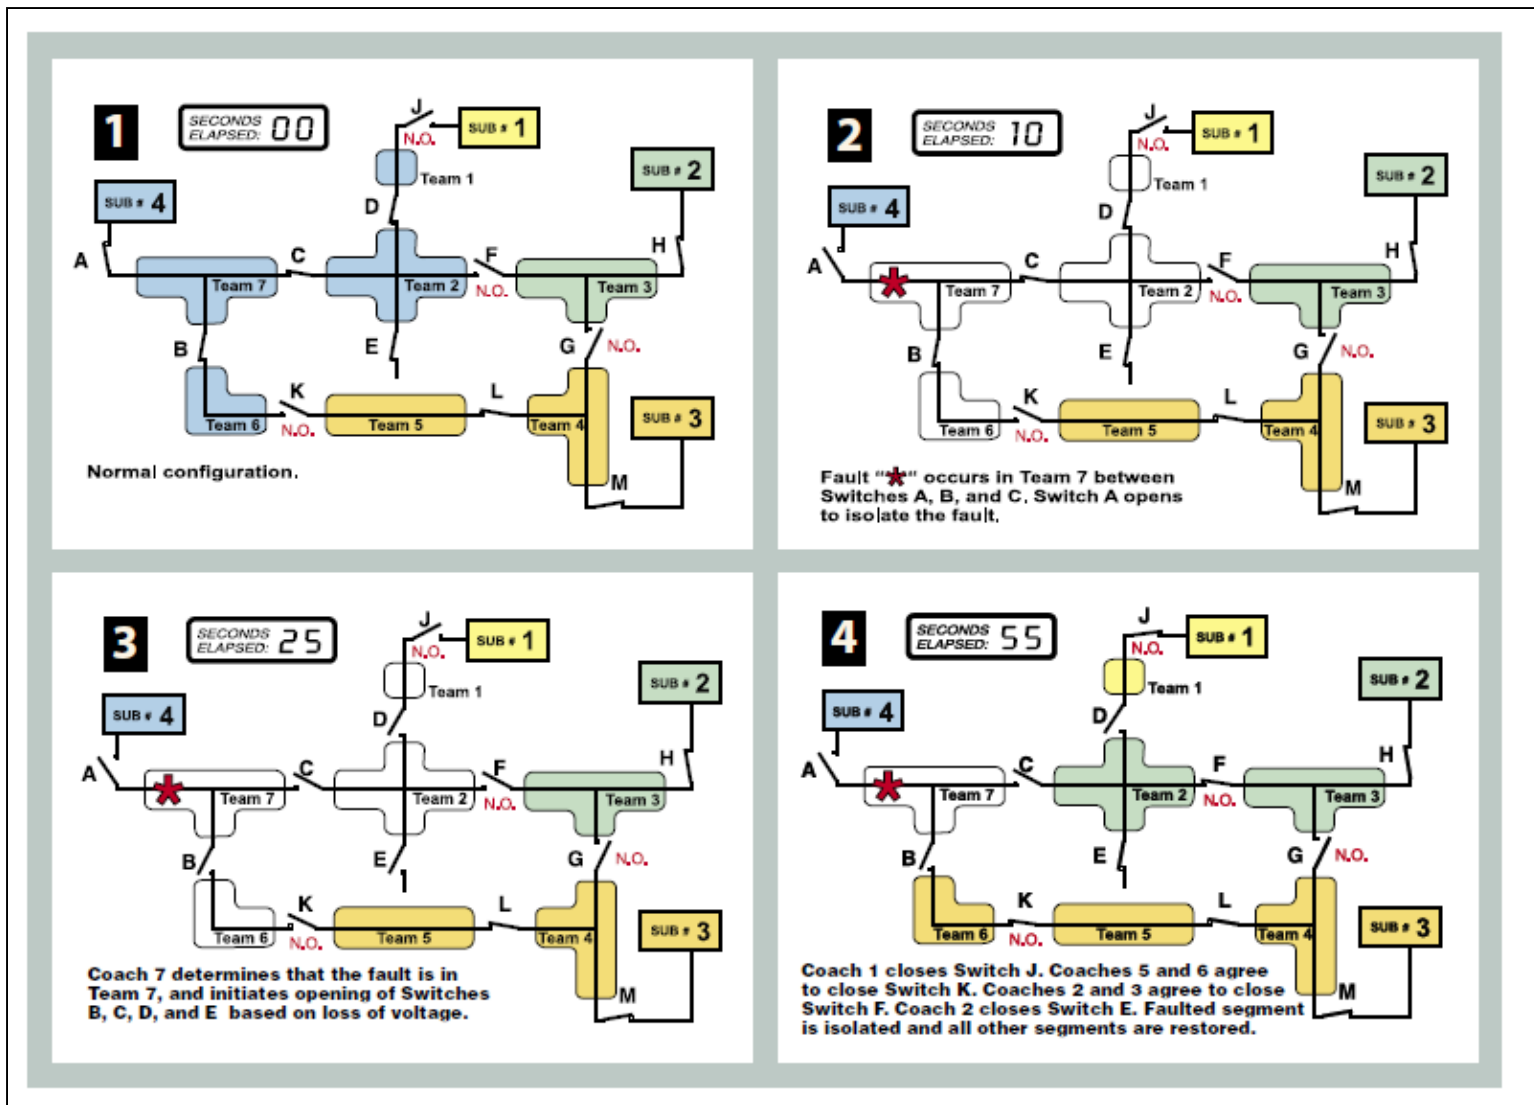 1
SECONDS
ELAPSED: 00
J
N.O.
SUB # 1
SUB # 2
Team 1
SUB # 4
D
A
C
F
H
Team 7
Team 2
N.O.
Team 3
B
E
G
N.O.
K
L
N.O.
Team 6
Team 5
Team 4
SUB # 3
M
Normal configuration.
2
SECONDS
ELAPSED: 10
J
N.O.
SUB # 1
SUB # 2
Team 1
SUB # 4
D
A
C
F
H
Team 7
Team 2
N.O.
Team 3
B
E
G
N.O.
K
L
N.O.
Team 6
Team 5
Team 4
SUB # 3
M
Fault "*" occurs in Team 7 between
Switches A, B, and C. Switch A opens
to isolate the fault.
3
SECONDS
ELAPSED: 25
J
N.O.
SUB # 1
SUB # 2
Team 1
SUB # 4
D
A
C
F
H
Team 7
Team 2
N.O.
Team 3
B
E
G
N.O.
K
L
N.O.
Team 6
Team 5
Team 4
SUB # 3
M
Coach 7 determines that the fault is in
Team 7, and initiates opening of Switches
B, C, D, and E based on loss of voltage.
4
SECONDS
ELAPSED: 55
J
N.O.
SUB # 1
SUB # 2
Team 1
SUB # 4
D
A
C
F
H
Team 7
Team 2
N.O.
Team 3
B
E
G
N.O.
K
L
N.O.
Team 6
Team 5
Team 4
SUB # 3
M
Coach 1 closes Switch J. Coaches 5 and 6 agree
to close Switch K. Coaches 2 and 3 agree to close
Switch F. Coach 2 closes Switch E. Faulted segment
is isolated and all other segments are restored.